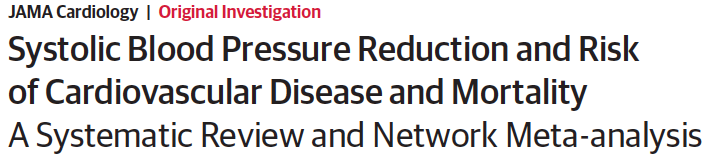 JAMA Cardiology | Original Investigation
Systolic Blood Pressure Reduction and Risk
of Cardiovascular Disease and Mortality
A Systematic Review and Network Meta-analysis